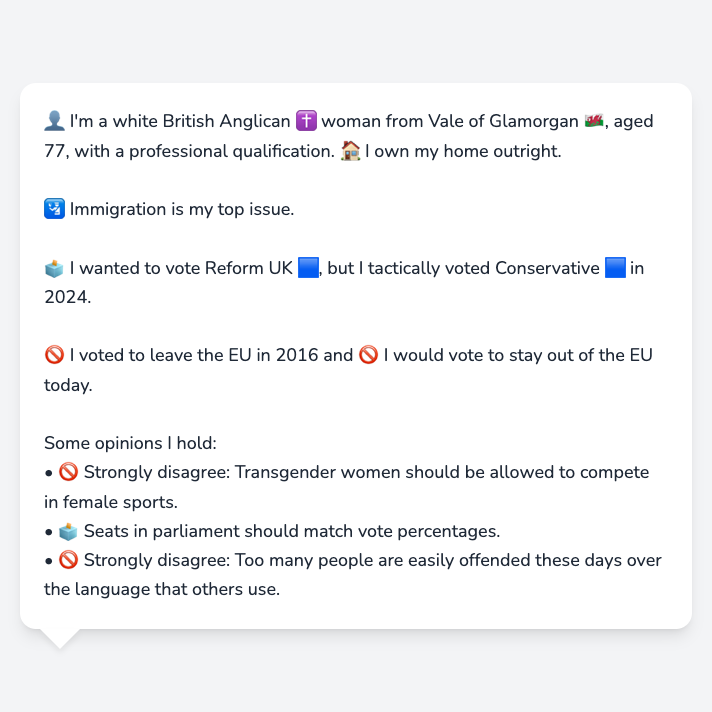 👤 I'm a white British Anglican ✝️ woman from Vale of Glamorgan 🏴󠁧󠁢󠁷󠁬󠁳󠁿, aged
77, with a professional qualification. 🏠 I own my home outright.
🛂 Immigration is my top issue.
🗳️ I wanted to vote Reform UK 🟦, but I tactically voted Conservative 🟦 in
2024.
🚫 I voted to leave the EU in 2016 and 🚫 I would vote to stay out of the EU
today.
Some opinions I hold:
• 🚫 Strongly disagree: Transgender women should be allowed to compete
in female sports.
• 🗳️ Seats in parliament should match vote percentages.
• 🚫 Strongly disagree: Too many people are easily offended these days over
the language that others use.